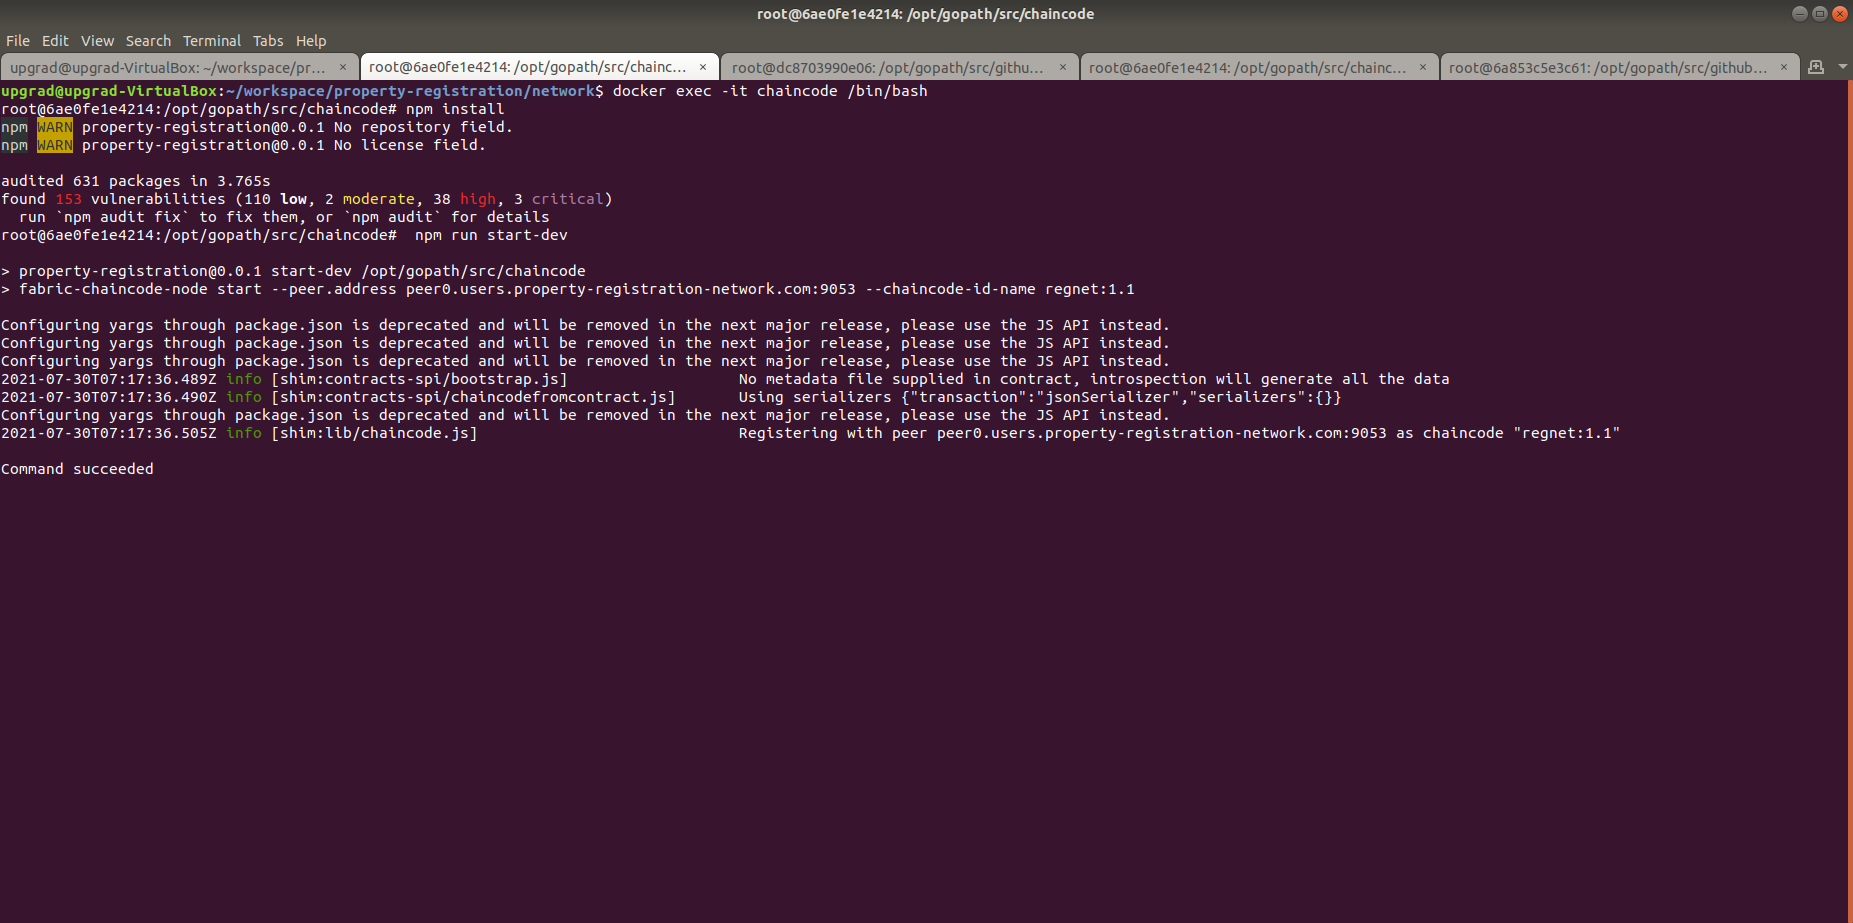 root@6ae0fe1e4214: /opt/gopath/src/chaincode
File Edit View Search Terminal Tabs Help
upgrad@upgrad-VirtualBox: ~/workspace/pr... × root@6ae0fe1e4214: /opt/gopath/src/chainc... × root@dc8703990e06: /opt/gopath/src/githu... × root@6ae0fe1e4214: /opt/gopath/src/chainc... × root@6a853c5e3c61: /opt/gopath/src/github... ×
upgrad@upgrad-VirtualBox:~/workspace/property-registration/network$ docker exec -it chaincode /bin/bash
root@6ae0fe1e4214:/opt/gopath/src/chaincode# npm install
npm WARN property-registration@0.0.1 No repository field.
npm WARN property-registration@0.0.1 No license field.
audited 631 packages in 3.765s
found 153 vulnerabilities (110 low, 2 moderate, 38 high, 3 critical)
  run `npm audit fix` to fix them, or `npm audit` for details
root@6ae0fe1e4214:/opt/gopath/src/chaincode#  npm run start-dev
> property-registration@0.0.1 start-dev /opt/gopath/src/chaincode
> fabric-chaincode-node start --peer.address peer0.users.property-registration-network.com:9053 --chaincode-id-name regnet:1.1
Configuring yargs through package.json is deprecated and will be removed in the next major release, please use the JS API instead.
Configuring yargs through package.json is deprecated and will be removed in the next major release, please use the JS API instead.
Configuring yargs through package.json is deprecated and will be removed in the next major release, please use the JS API instead.
2021-07-30T07:17:36.489Z info [shim:contracts-spi/bootstrap.js]                   No metadata file supplied in contract, introspection will generate all the data
2021-07-30T07:17:36.490Z info [shim:contracts-spi/chaincodefromcontract.js]       Using serializers {"transaction":"jsonSerializer","serializers":{}}
Configuring yargs through package.json is deprecated and will be removed in the next major release, please use the JS API instead.
2021-07-30T07:17:36.505Z info [shim:lib/chaincode.js]                             Registering with peer peer0.users.property-registration-network.com:9053 as chaincode "regnet:1.1"
Command succeeded